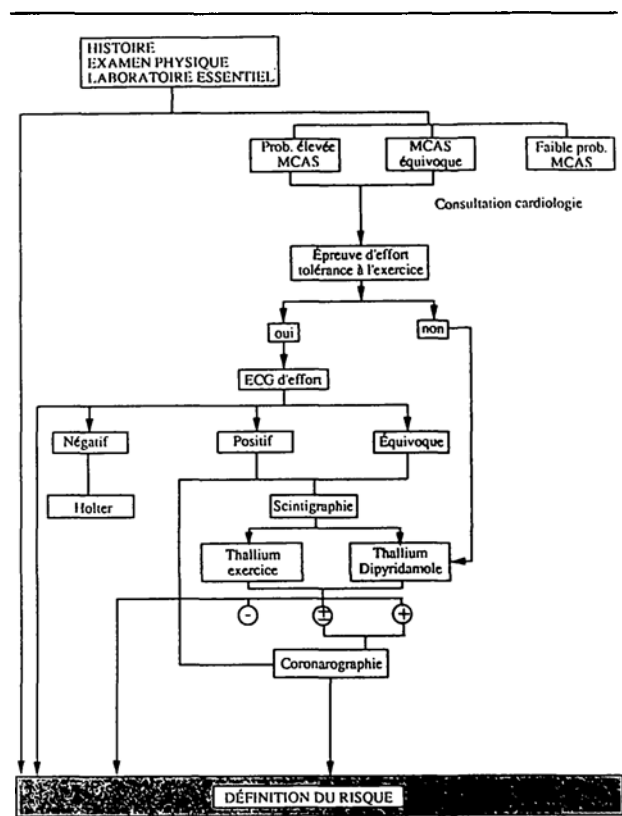 HISTOIRE
EXAMEN PHYSIQUE
LABORATOIRE ESSENTIEL
Prob. élevée
MCAS
MCAS
équivoque
Faible prob.
MCAS
Consultation cardiologie
Épreuve d'effort
tolérance à l'exercice
oui
non
ECG d'effort
Négatif
Positif
Équivoque
Holter
Scintigraphie
Thallium
exercice
Thallium
Dipyridamole
-
±
+
Coronarographie
DÉFINITION DU RISQUE